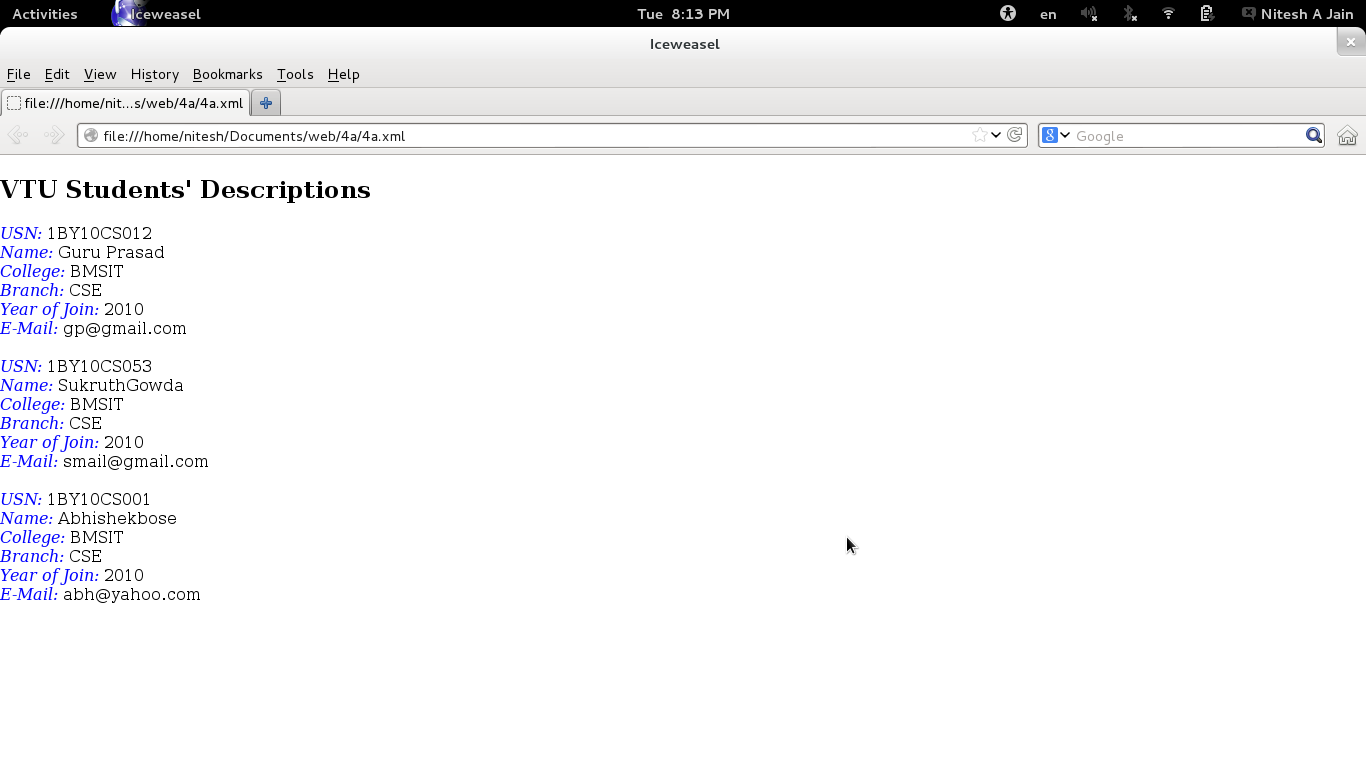 Activities Iceweasel Tue 8:13 PM en Nitesh A Jain
Iceweasel
File Edit View History Bookmarks Tools Help
file:///home/nit...s/web/4a/4a.xml
file:///home/nitesh/Documents/web/4a/4a.xml 8 Google
VTU Students' Descriptions
USN: 1BY10CS012
Name: Guru Prasad
College: BMSIT
Branch: CSE
Year of Join: 2010
E-Mail: gp@gmail.com
USN: 1BY10CS053
Name: SukruthGowda
College: BMSIT
Branch: CSE
Year of Join: 2010
E-Mail: smail@gmail.com
USN: 1BY10CS001
Name: Abhishekbose
College: BMSIT
Branch: CSE
Year of Join: 2010
E-Mail: abh@yahoo.com